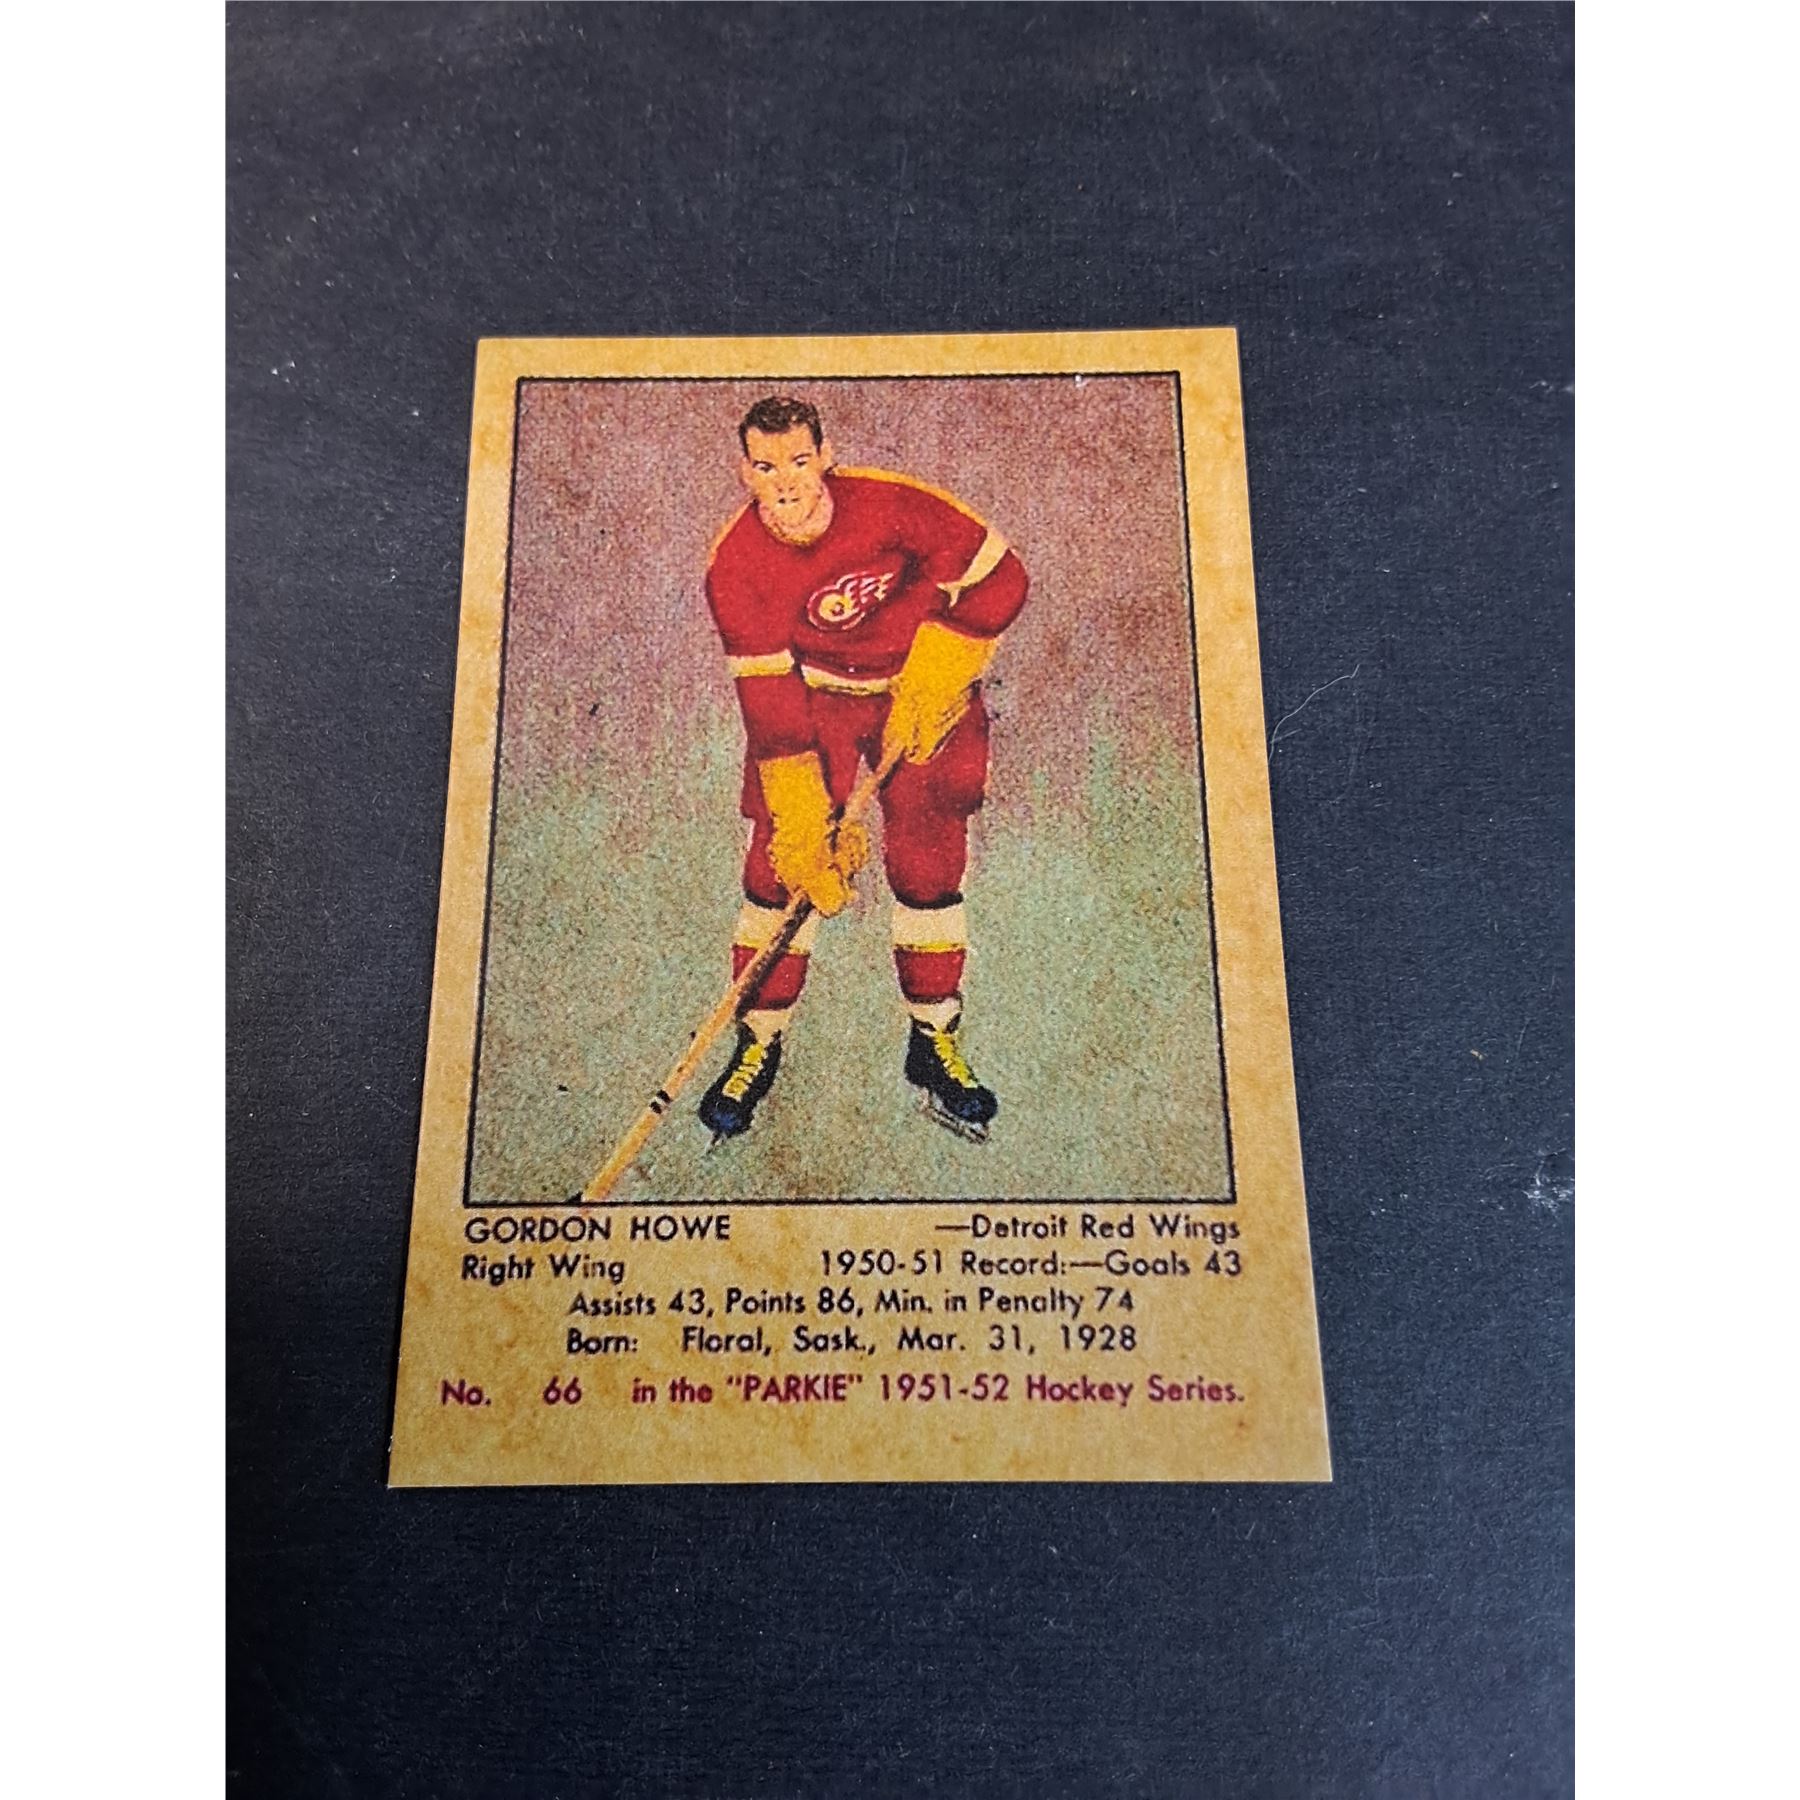 GORDON HOWE —Detroit Red Wings
Right Wing 1950-51 Record:—Goals 43
Assists 43, Points 86, Min. in Penalty 74
Born: Floral, Sask., Mar. 31, 1928
No. 66 in the "PARKIE" 1951-52 Hockey Series.